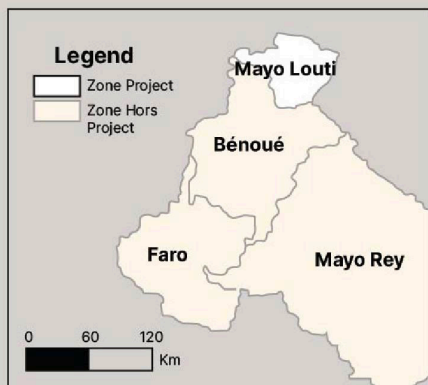 Legend
Zone Project
Zone Hors
Project
Mayo Louti
Bénoué
Faro
Mayo Rey
0 60 120
Km